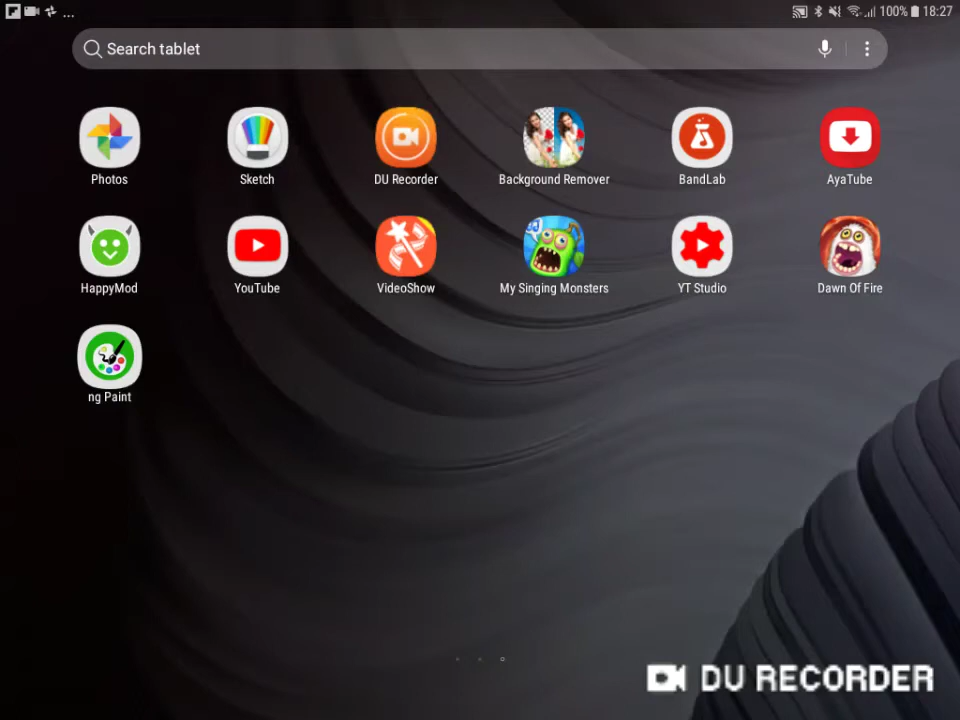 ... 100% 18:27
Search tablet
Photos Sketch DU Recorder Background Remover BandLab AyaTube
HappyMod YouTube VideoShow My Singing Monsters YT Studio Dawn Of Fire
ng Paint
DU RECORDER